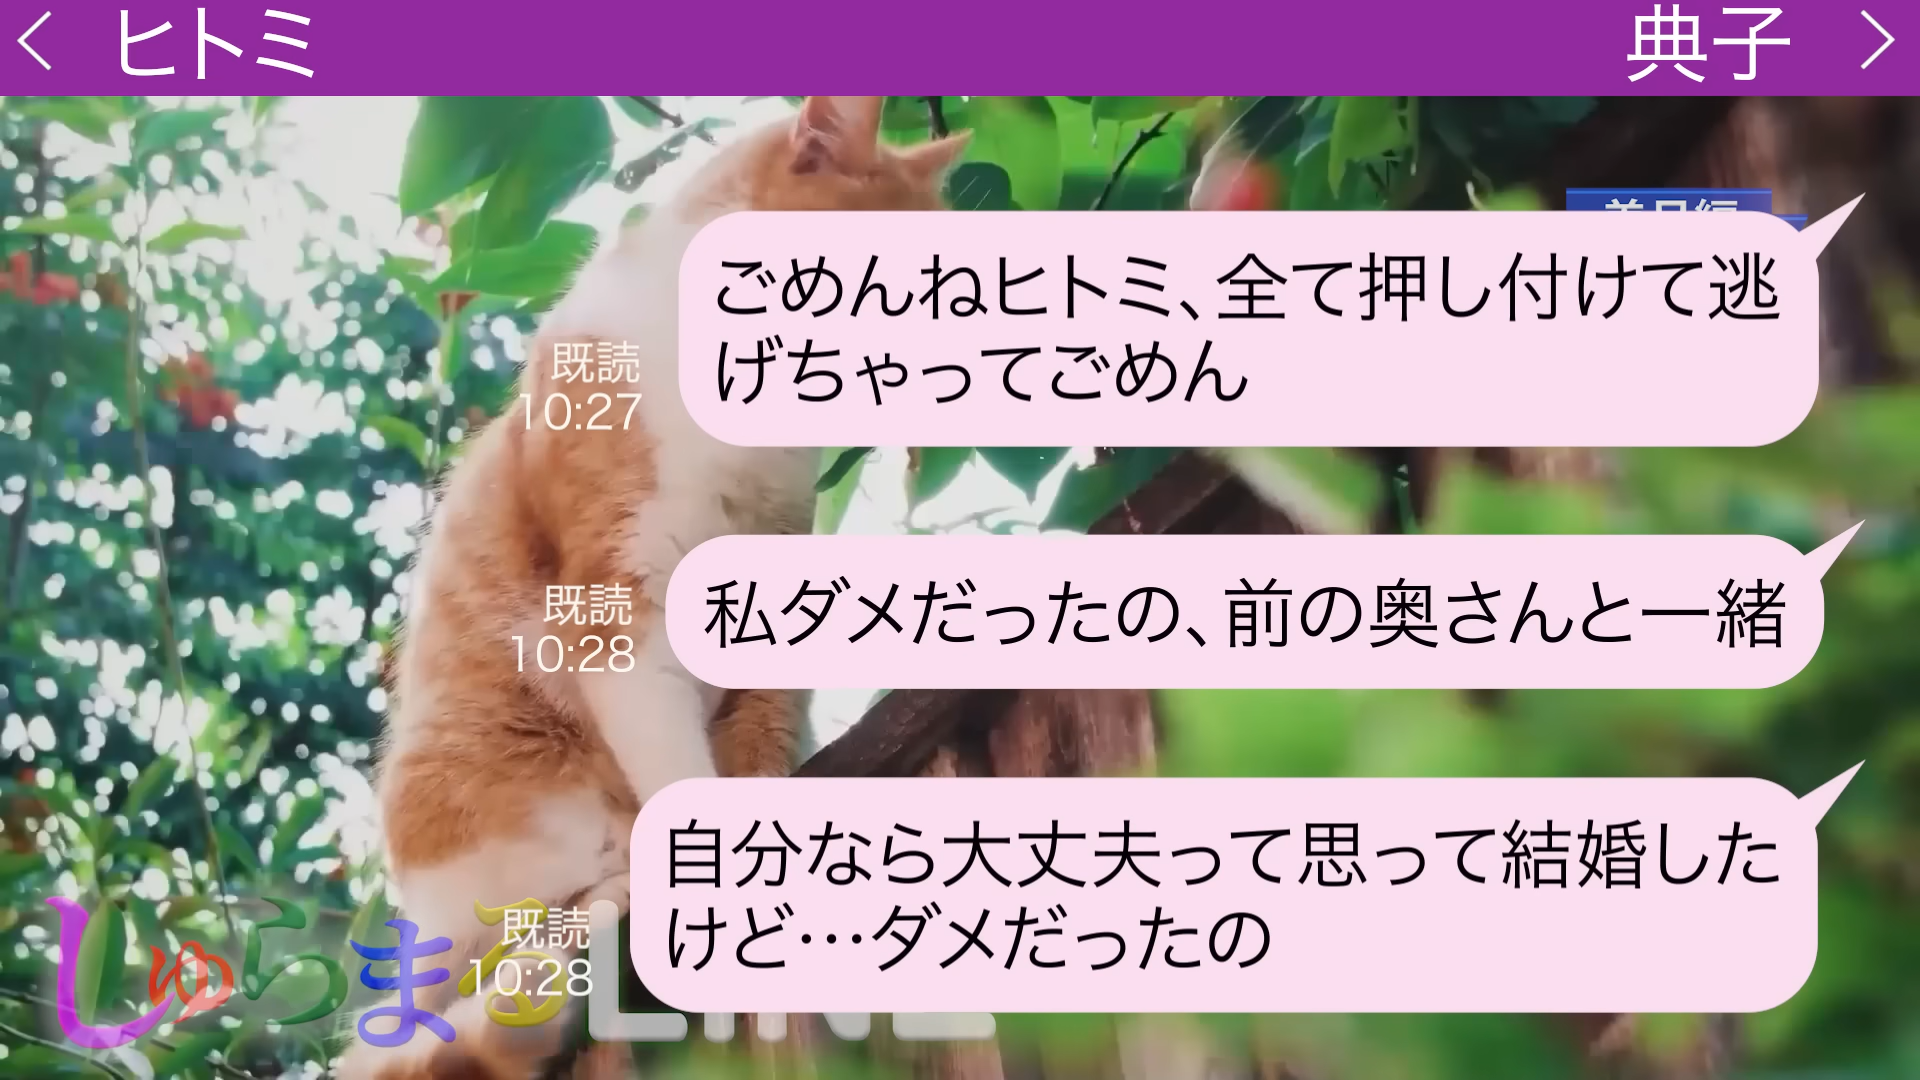 ヒトミ
典子
ごめんねヒトミ、全て押し付けて逃
げちゃってごめん
既読
10:27
私ダメだったの、前の奥さんと一緒
既読
10:28
自分なら大丈夫って思って結婚した
けど…ダメだったの
既読
10:28
しゅらまるLINE